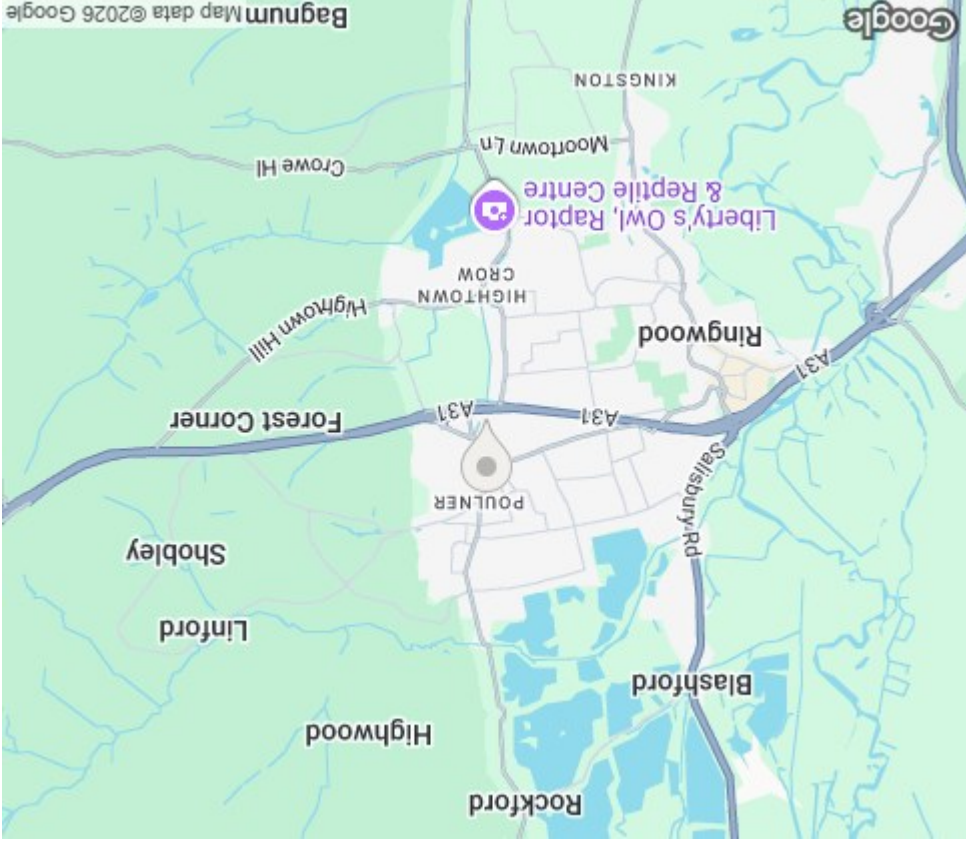 Rockford
Highwood
Blashford
Linford
Shobley
Salisbury Rd
POULNER
A31
A31
A31
Forest Corner
Ringwood
Hightown Hill
HIGHTOWN
CROW
Liberty's Owl, Raptor
& Reptile Centre
Crowe Hl
Moortown Ln
KINGSTON
Bagnum
Google
Map data ©2026 Google